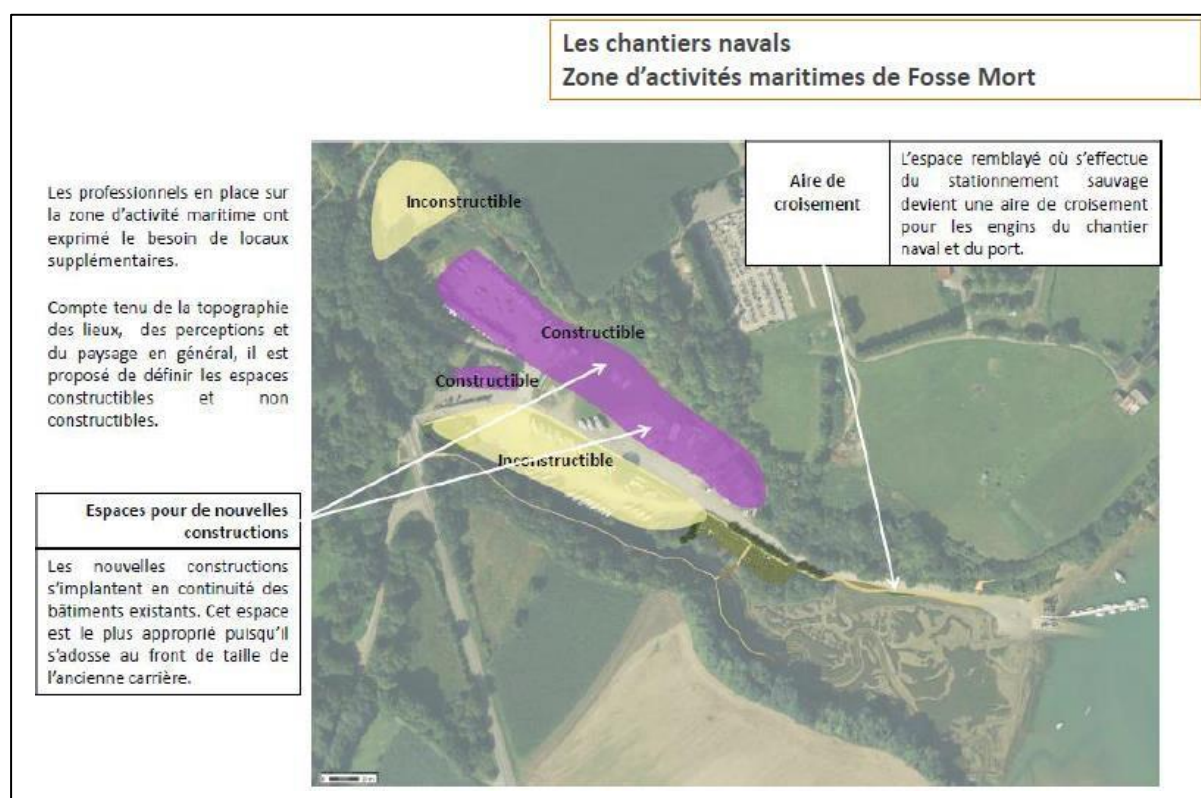 Les chantiers navals
Zone d'activités maritimes de Fosse Mort
Les professionnels en place sur
la zone d'activité maritime ont
exprimé le besoin de locaux
supplémentaires.
Compte tenu de la topographie
des lieux, des perceptions et
du paysage en général, il est
proposé de définir les espaces
constructibles et non
constructibles.
Espaces pour de nouvelles
constructions
Les nouvelles constructions
s'implantent en continuité des
bâtiments existants. Cet espace
est le plus approprié puisqu'il
s'adosse au front de taille de
l'ancienne carrière.
Inconstructible
Constructible
Constructible
Inconstructible
Aire de
croisement
L'espace remblayé où s'effectue
du stationnement sauvage
devient une aire de croisement
pour les engins du chantier
naval et du port.